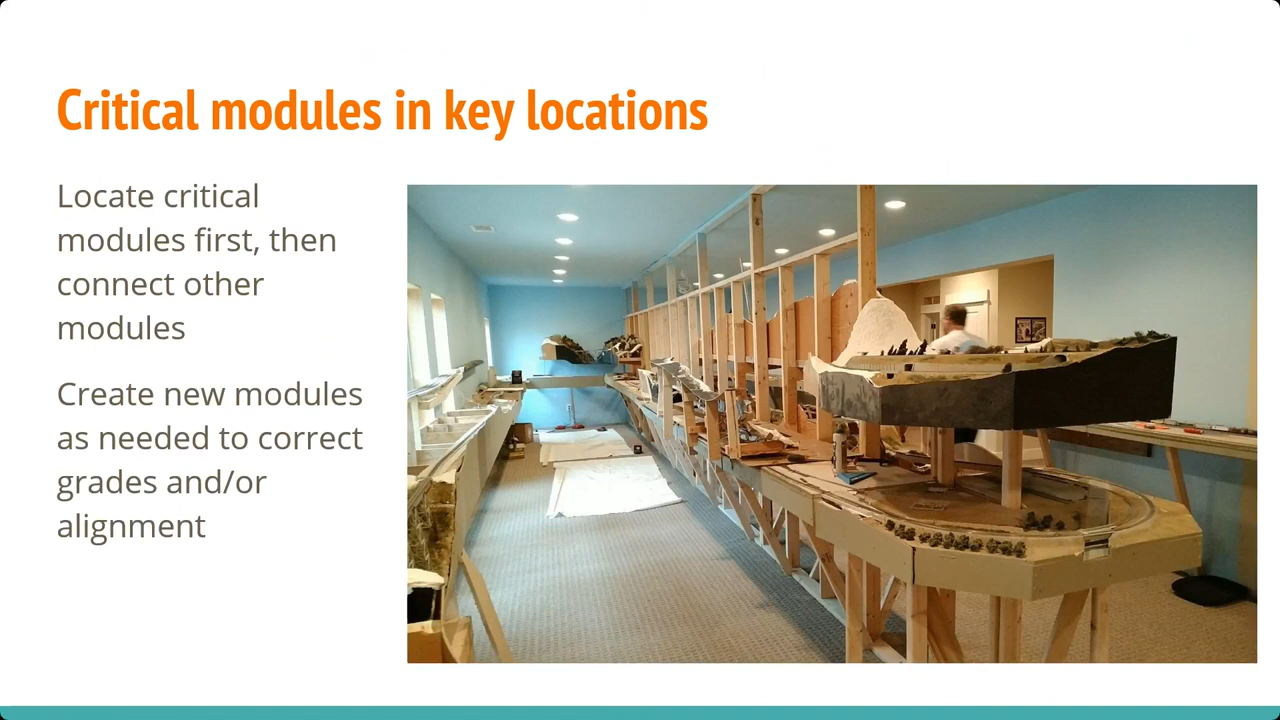 Critical modules in key locations
Locate critical
modules first, then
connect other
modules
Create new modules
as needed to correct
grades and/or
alignment